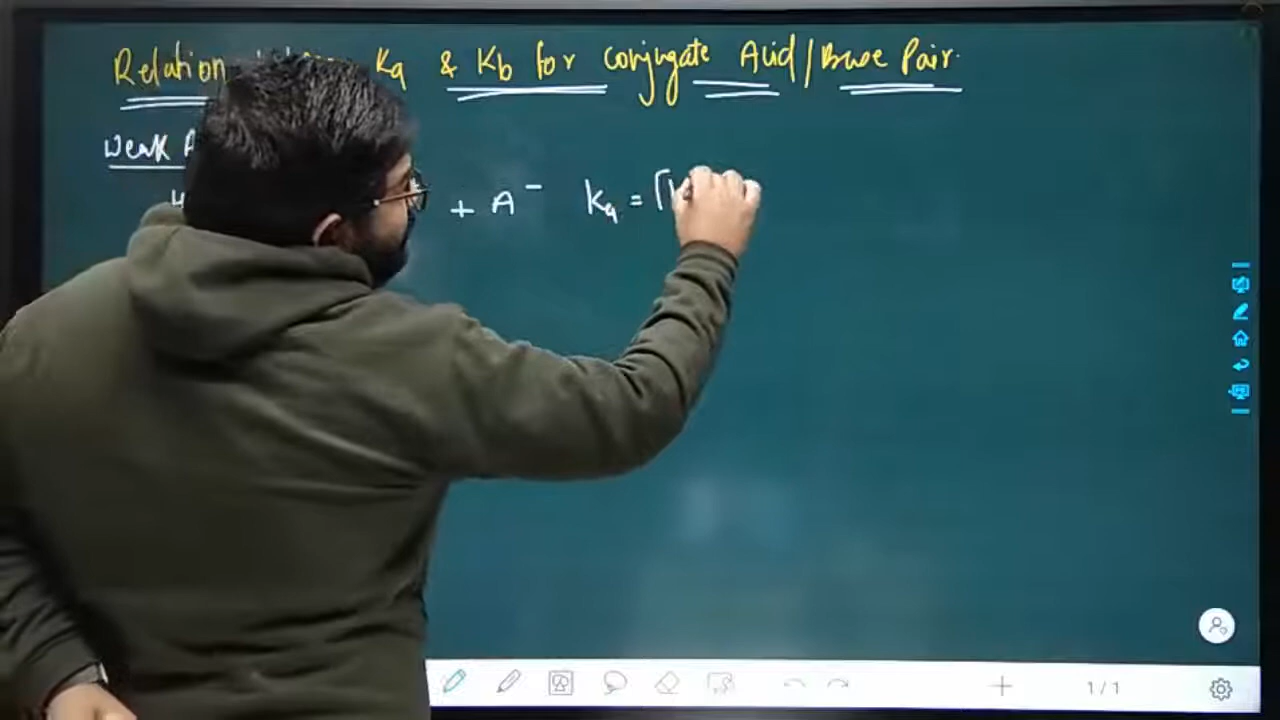 Relation Ka & Kb for conjugate Acid/Base Pair.
Weak
+ A⁻ Ka = [
1/1